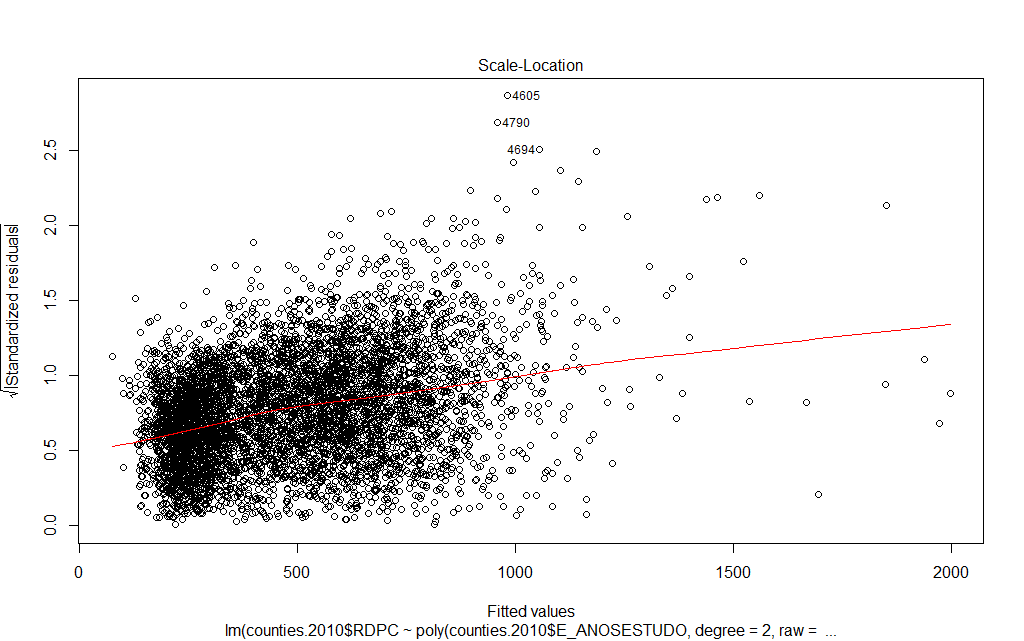 Scale-Location
4605
4790
4694
√|Standardized residuals|
0.0 0.5 1.0 1.5 2.0 2.5
0 500 1000 1500 2000
Fitted values
lm(counties.2010$RDPC ~ poly(counties.2010$E_ANOSESTUDO, degree = 2, raw = ...